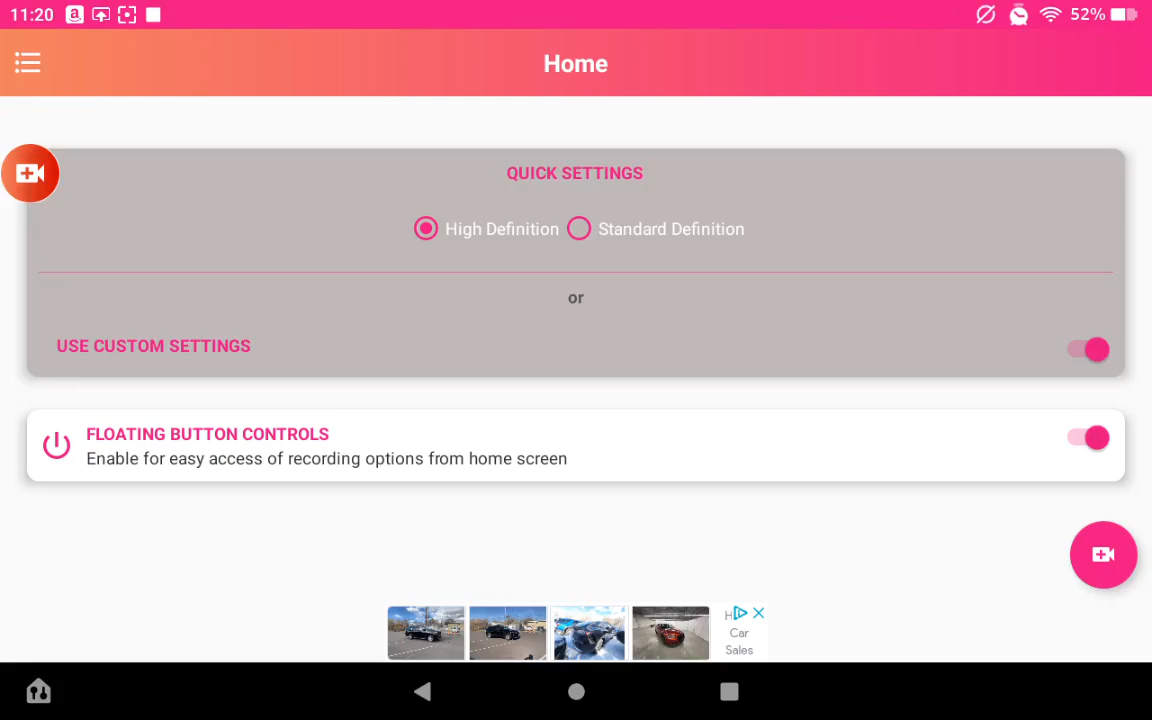 11:20
52%
Home
QUICK SETTINGS
High Definition
Standard Definition
or
USE CUSTOM SETTINGS
FLOATING BUTTON CONTROLS
Enable for easy access of recording options from home screen
Car
Sales